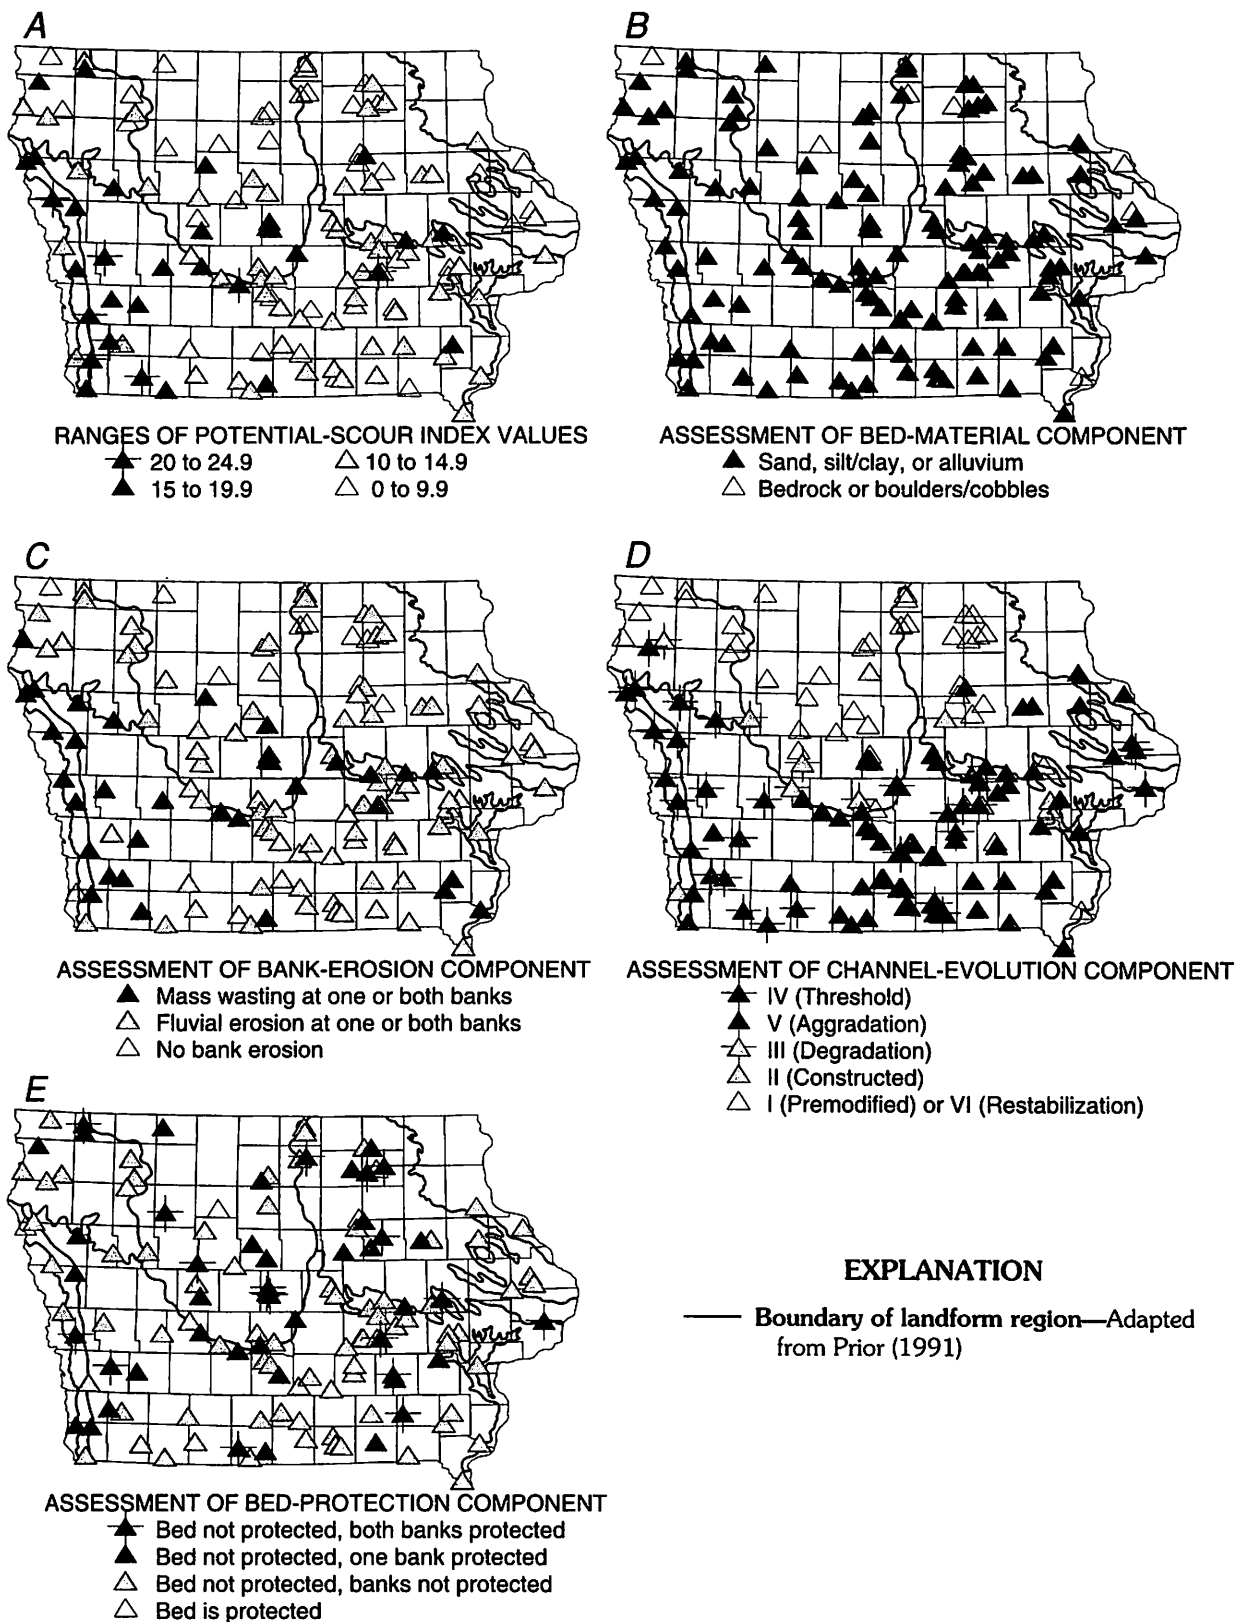 A
RANGES OF POTENTIAL-SCOUR INDEX VALUES
20 to 24.9
10 to 14.9
15 to 19.9
0 to 9.9
B
ASSESSMENT OF BED-MATERIAL COMPONENT
Sand, silt/clay, or alluvium
Bedrock or boulders/cobbles
C
ASSESSMENT OF BANK-EROSION COMPONENT
Mass wasting at one or both banks
Fluvial erosion at one or both banks
No bank erosion
D
ASSESSMENT OF CHANNEL-EVOLUTION COMPONENT
IV (Threshold)
V (Aggradation)
III (Degradation)
II (Constructed)
I (Premodified) or VI (Restabilization)
E
ASSESSMENT OF BED-PROTECTION COMPONENT
Bed not protected, both banks protected
Bed not protected, one bank protected
Bed not protected, banks not protected
Bed is protected
EXPLANATION
Boundary of landform region—Adapted
from Prior (1991)